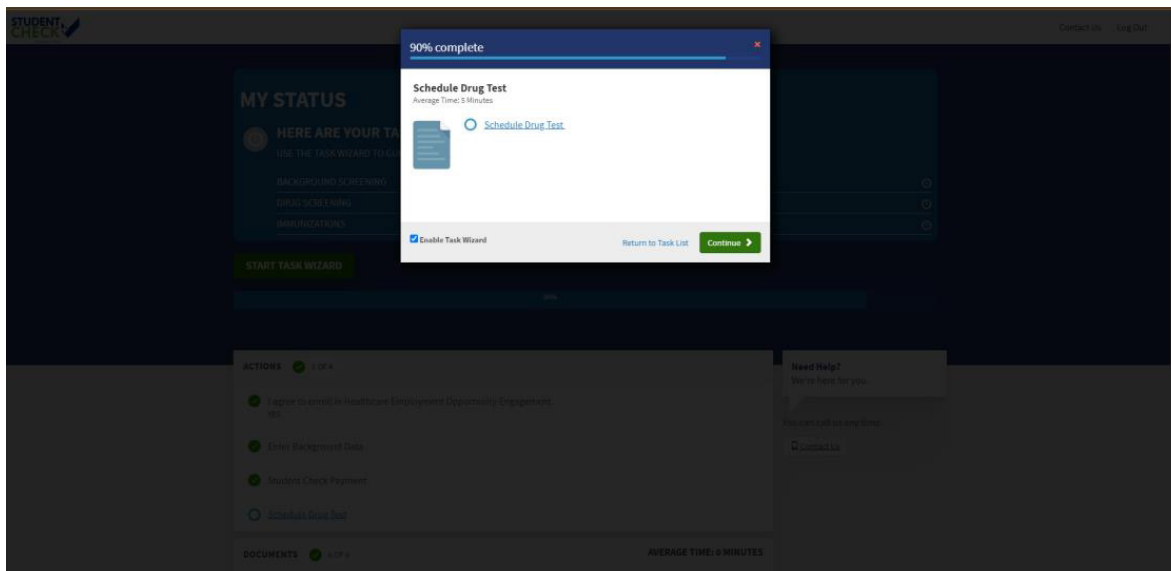 STUDENT
CHECK
Contact Us Log Out
90% complete
Schedule Drug Test
Average Time: 5 Minutes
Schedule Drug Test
Enable Task Wizard
Return to Task List
Continue
MY STATUS
HERE ARE YOUR TA
USE THE TASK WIZARD TO
BACKGROUND SCREENING
DRUG SCREENING
IMMUNIZATIONS
START TASK WIZARD
ACTIONS
I agree to enroll in Healthcare Employment Opportunity Engagement
Enter Background Data
Student Check Payment
Schedule Drug Test
DOCUMENTS
AVERAGE TIME: 0 MINUTES
Need Help?
We're here for you.
You can call us any time.
Contact Us